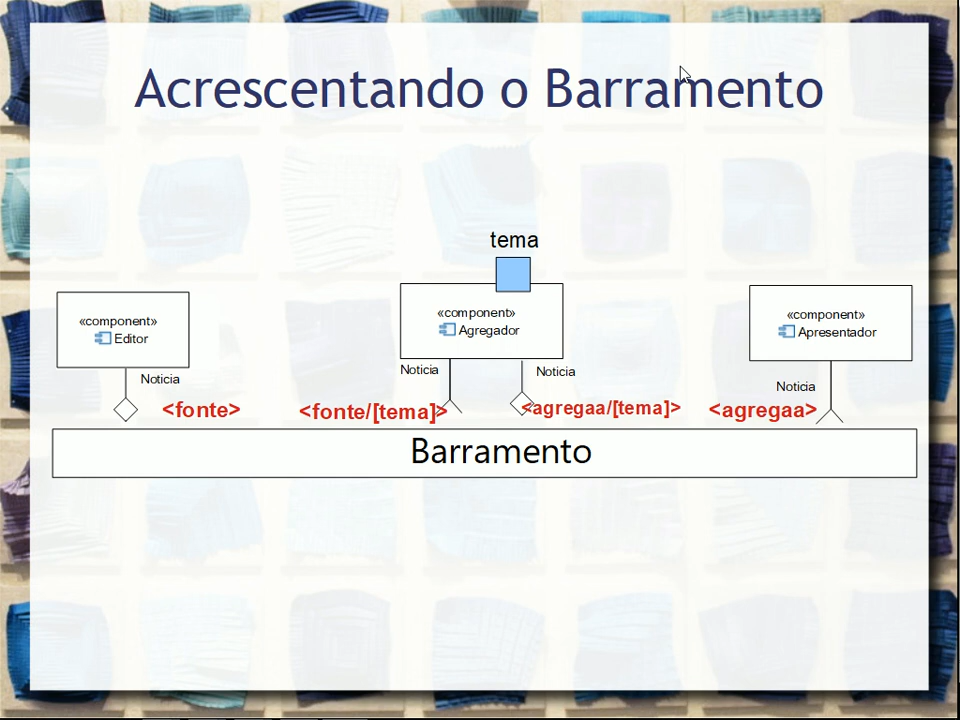 Acrescentando o Barramento
tema
«component»
Editor
Noticia
<fonte>
«component»
Agregador
Noticia
<fonte/[tema]>
Noticia
<agregaa/[tema]>
«component»
Apresentador
Noticia
<agregaa>
Barramento